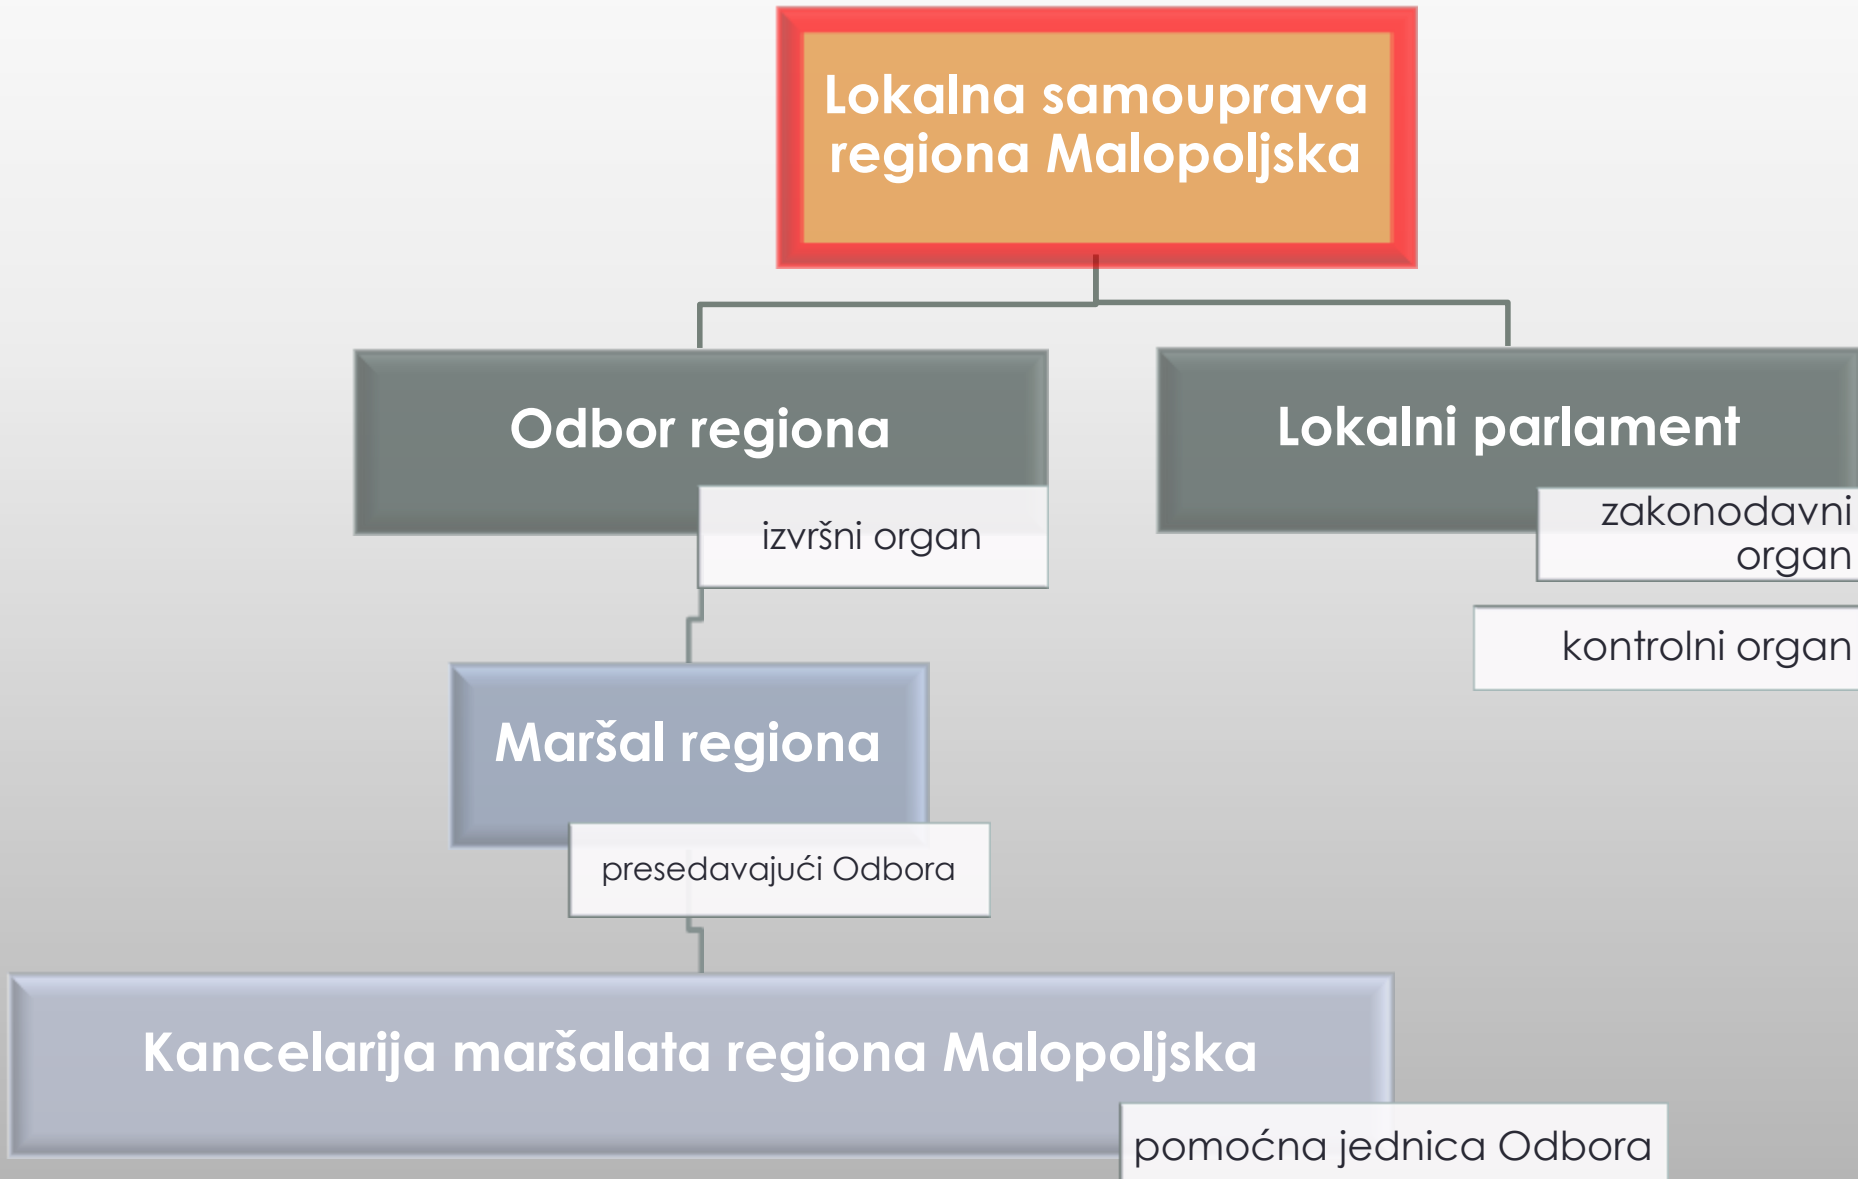 Lokalna samouprava
regiona Malopoljska
Odbor regiona
izvršni organ
Lokalni parlament
zakonodavni
organ
kontrolni organ
Maršal regiona
presedavajući Odbora
Kancelarija maršalata regiona Malopoljska
pomoćna jednica Odbora